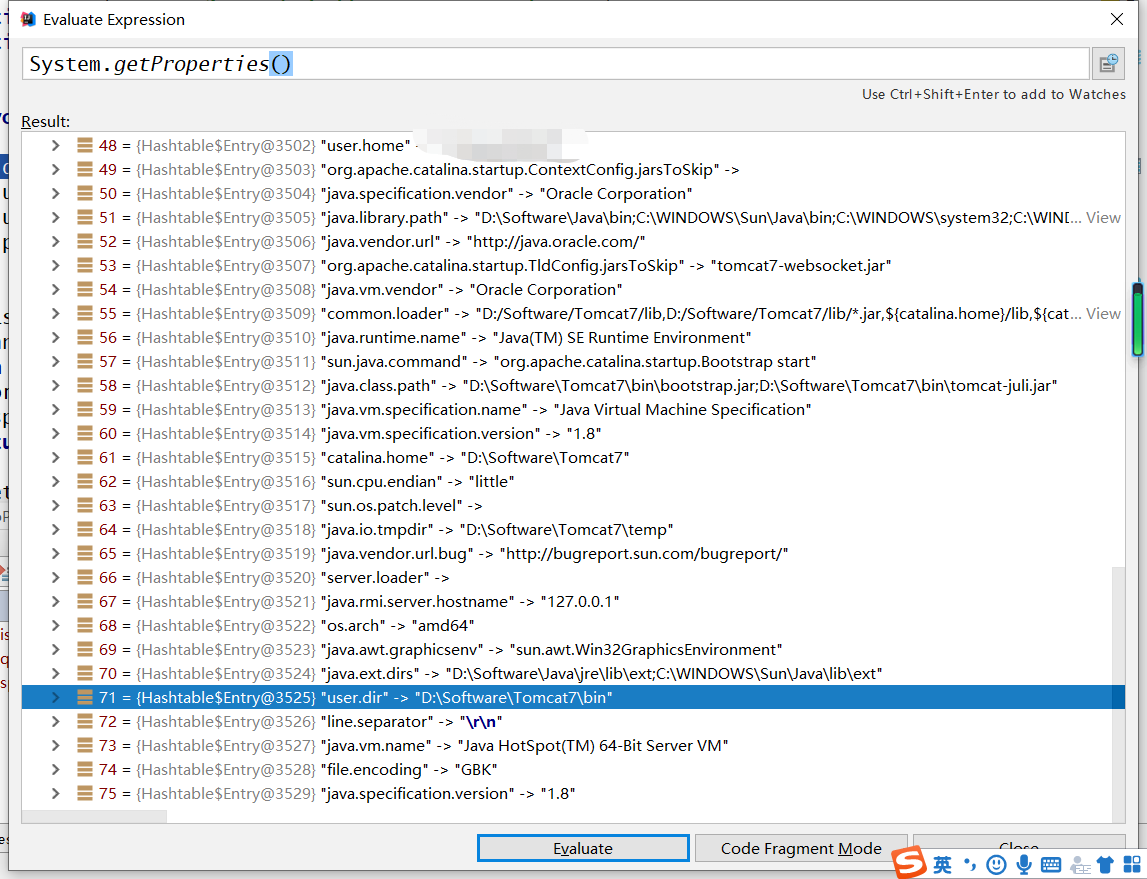 Evaluate Expression
System.getProperties()
Use Ctrl+Shift+Enter to add to Watches
Result:
48 = {Hashtable$Entry@3502} "user.home"
49 = {Hashtable$Entry@3503} "org.apache.catalina.startup.ContextConfig.jarsToSkip" ->
50 = {Hashtable$Entry@3504} "java.specification.vendor" -> "Oracle Corporation"
51 = {Hashtable$Entry@3505} "java.library.path" -> "D:\Software\Java\bin;C:\WINDOWS\Sun\Java\bin;C:\WINDOWS\system32;C:\WIND... View
52 = {Hashtable$Entry@3506} "java.vendor.url" -> "http://java.oracle.com/"
53 = {Hashtable$Entry@3507} "org.apache.catalina.startup.TldConfig.jarsToSkip" -> "tomcat7-websocket.jar"
54 = {Hashtable$Entry@3508} "java.vm.vendor" -> "Oracle Corporation"
55 = {Hashtable$Entry@3509} "common.loader" -> "D:/Software/Tomcat7/lib,D:/Software/Tomcat7/lib/*.jar,${catalina.home}/lib,${cat... View
56 = {Hashtable$Entry@3510} "java.runtime.name" -> "Java(TM) SE Runtime Environment"
57 = {Hashtable$Entry@3511} "sun.java.command" -> "org.apache.catalina.startup.Bootstrap start"
58 = {Hashtable$Entry@3512} "java.class.path" -> "D:\Software\Tomcat7\bin\bootstrap.jar;D:\Software\Tomcat7\bin\tomcat-juli.jar"
59 = {Hashtable$Entry@3513} "java.vm.specification.name" -> "Java Virtual Machine Specification"
60 = {Hashtable$Entry@3514} "java.vm.specification.version" -> "1.8"
61 = {Hashtable$Entry@3515} "catalina.home" -> "D:\Software\Tomcat7"
62 = {Hashtable$Entry@3516} "sun.cpu.endian" -> "little"
63 = {Hashtable$Entry@3517} "sun.os.patch.level" ->
64 = {Hashtable$Entry@3518} "java.io.tmpdir" -> "D:\Software\Tomcat7\temp"
65 = {Hashtable$Entry@3519} "java.vendor.url.bug" -> "http://bugreport.sun.com/bugreport/"
66 = {Hashtable$Entry@3520} "server.loader" ->
67 = {Hashtable$Entry@3521} "java.rmi.server.hostname" -> "127.0.0.1"
68 = {Hashtable$Entry@3522} "os.arch" -> "amd64"
69 = {Hashtable$Entry@3523} "java.awt.graphicsenv" -> "sun.awt.Win32GraphicsEnvironment"
70 = {Hashtable$Entry@3524} "java.ext.dirs" -> "D:\Software\Java\jre\lib\ext;C:\WINDOWS\Sun\Java\lib\ext"
71 = {Hashtable$Entry@3525} "user.dir" -> "D:\Software\Tomcat7\bin"
72 = {Hashtable$Entry@3526} "line.separator" -> "\r\n"
73 = {Hashtable$Entry@3527} "java.vm.name" -> "Java HotSpot(TM) 64-Bit Server VM"
74 = {Hashtable$Entry@3528} "file.encoding" -> "GBK"
75 = {Hashtable$Entry@3529} "java.specification.version" -> "1.8"
Evaluate
Code Fragment Mode
Close
英